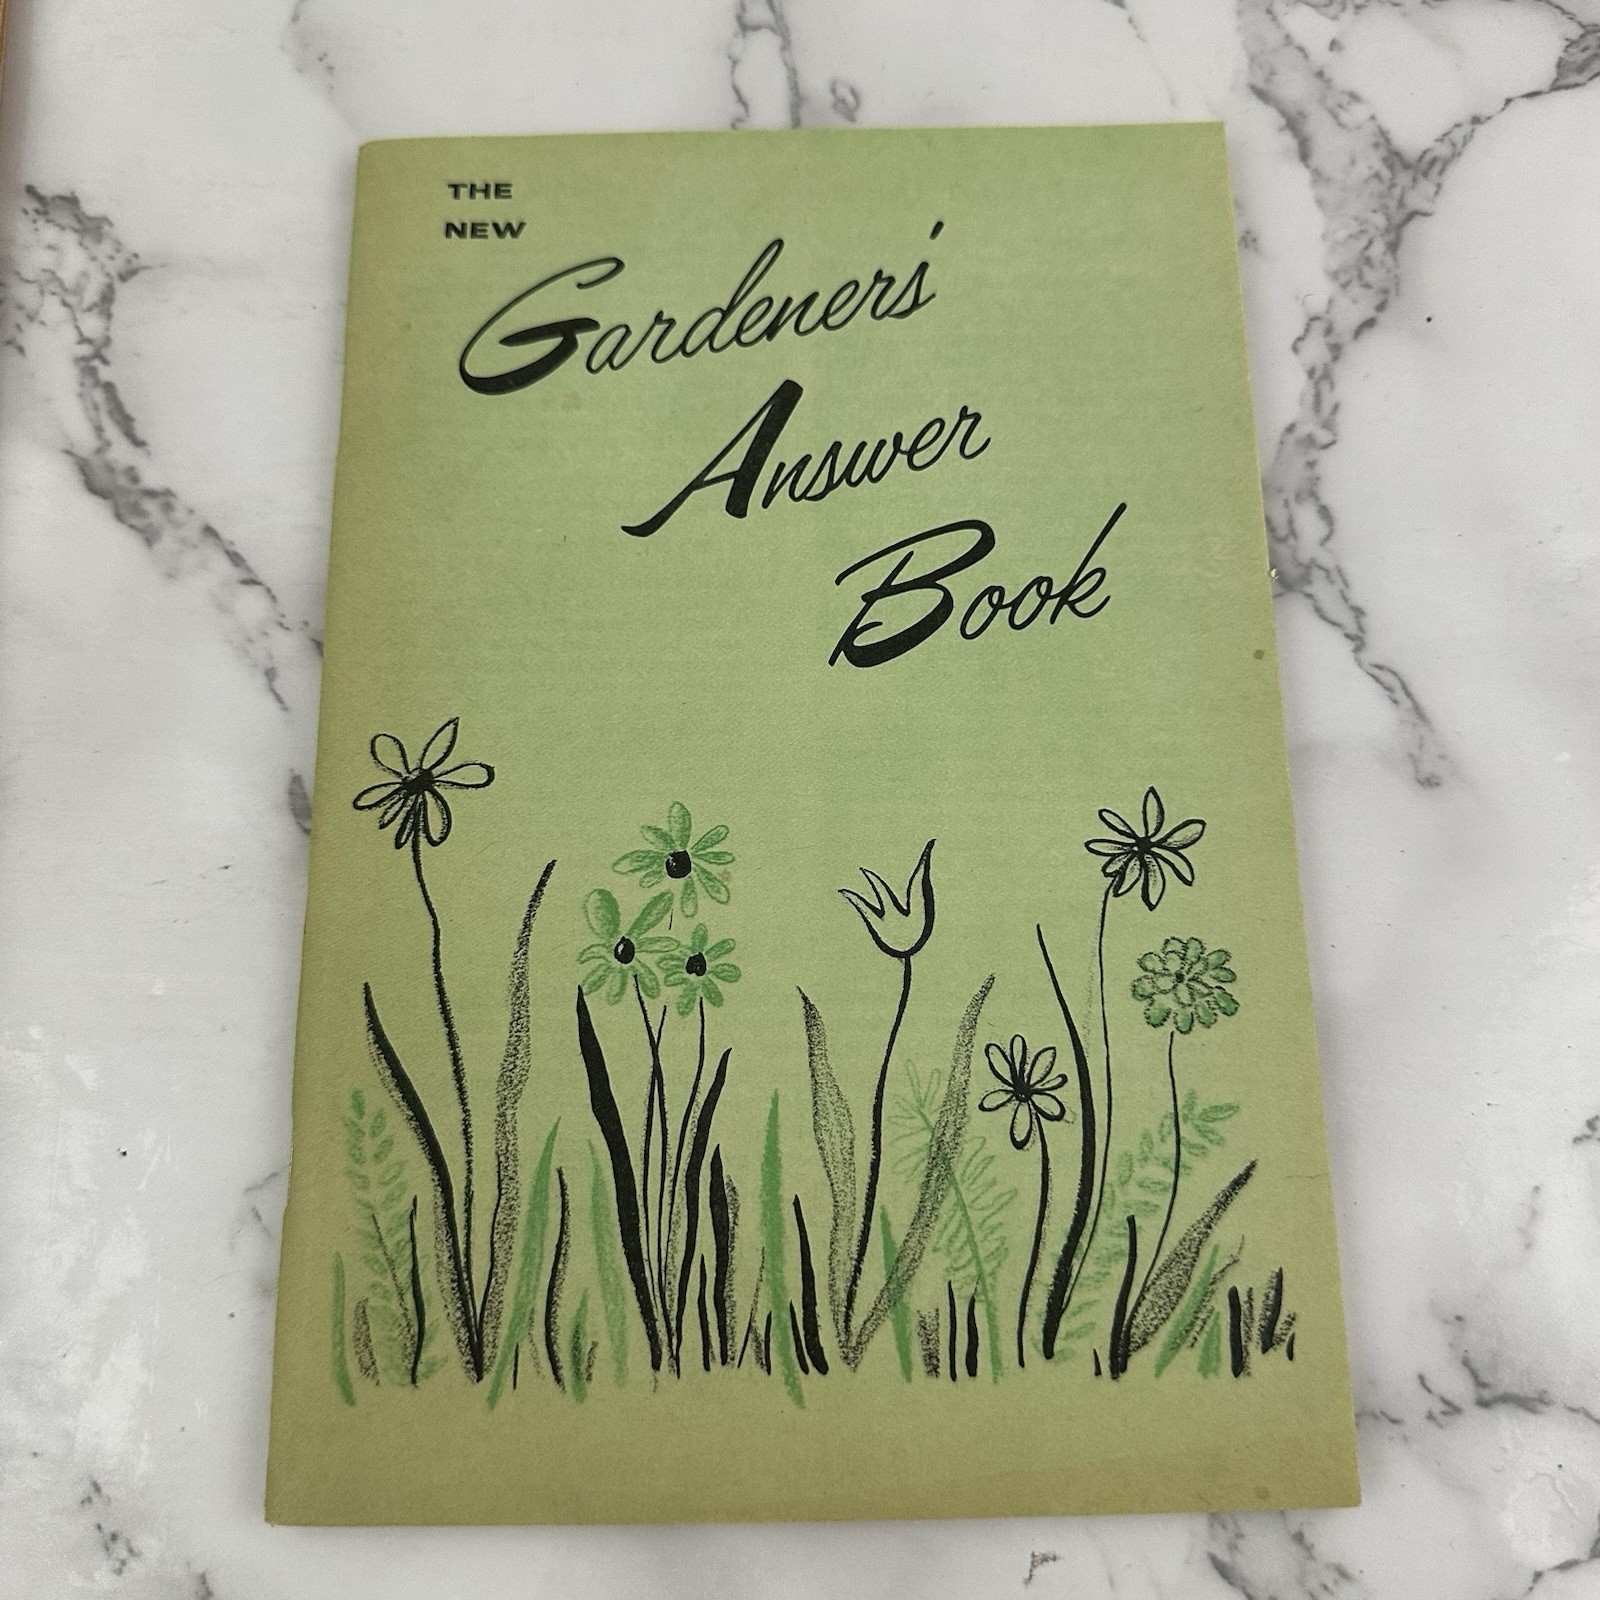 THE
NEW
Gardeners'
Answer
Book